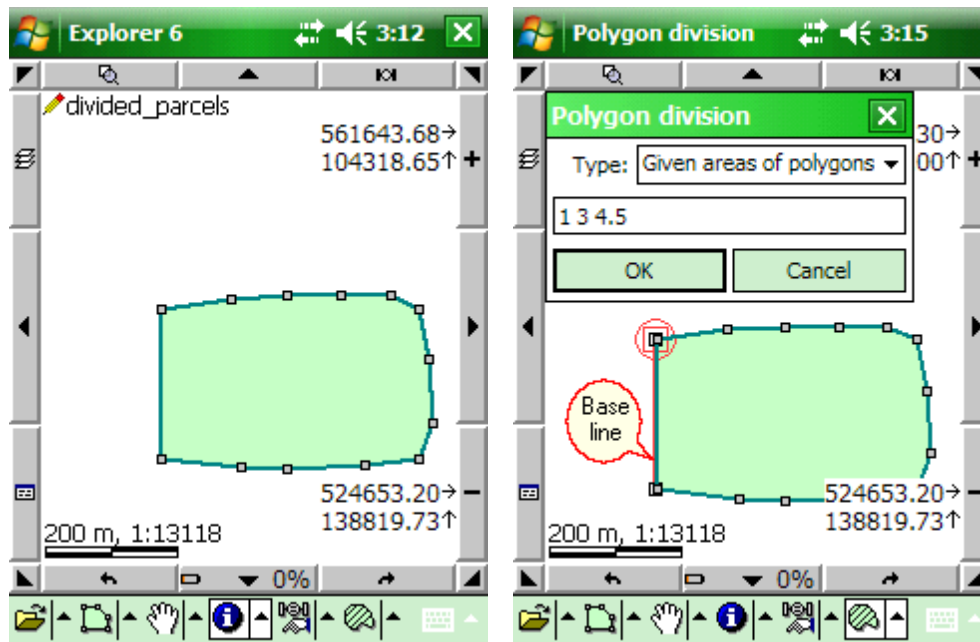 Explorer 6 3:12
divided_parcels
561643.68→
104318.65↑
524653.20→
138819.73↑
200 m, 1:13118
0%
Polygon division 3:15
Polygon division
30→
00↑
Type: Given areas of polygons
1 3 4.5
OK Cancel
Base
line
524653.20→
138819.73↑
200 m, 1:13118
0%